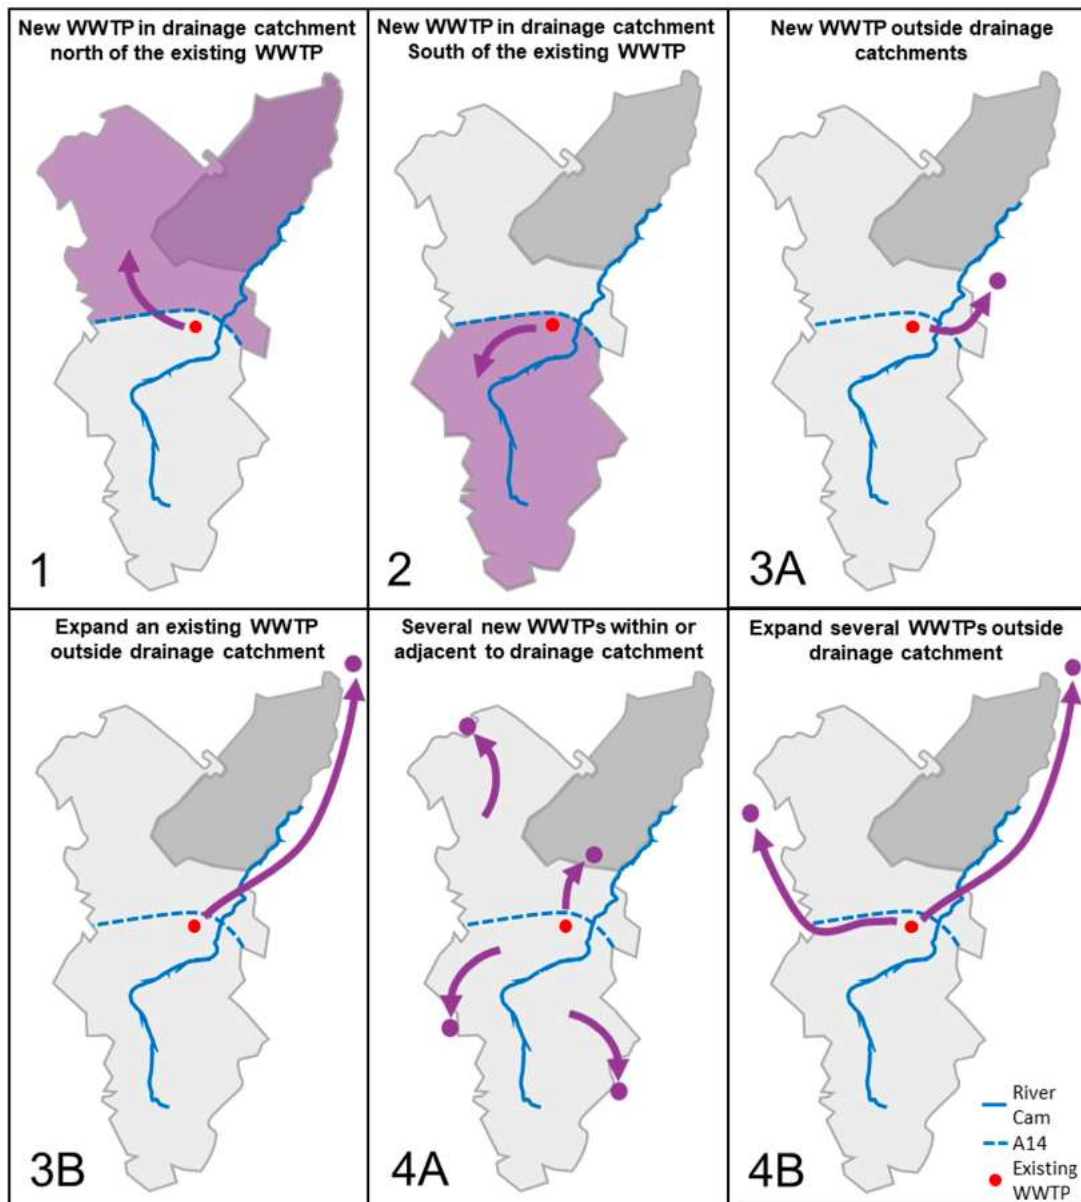 New WWTP in drainage catchment
north of the existing WWTP
1
New WWTP in drainage catchment
South of the existing WWTP
2
New WWTP outside drainage
catchments
3A
Expand an existing WWTP
outside drainage catchment
3B
Several new WWTPs within or
adjacent to drainage catchment
4A
Expand several WWTPs outside
drainage catchment
4B
River
Cam
A14
Existing
WWTP